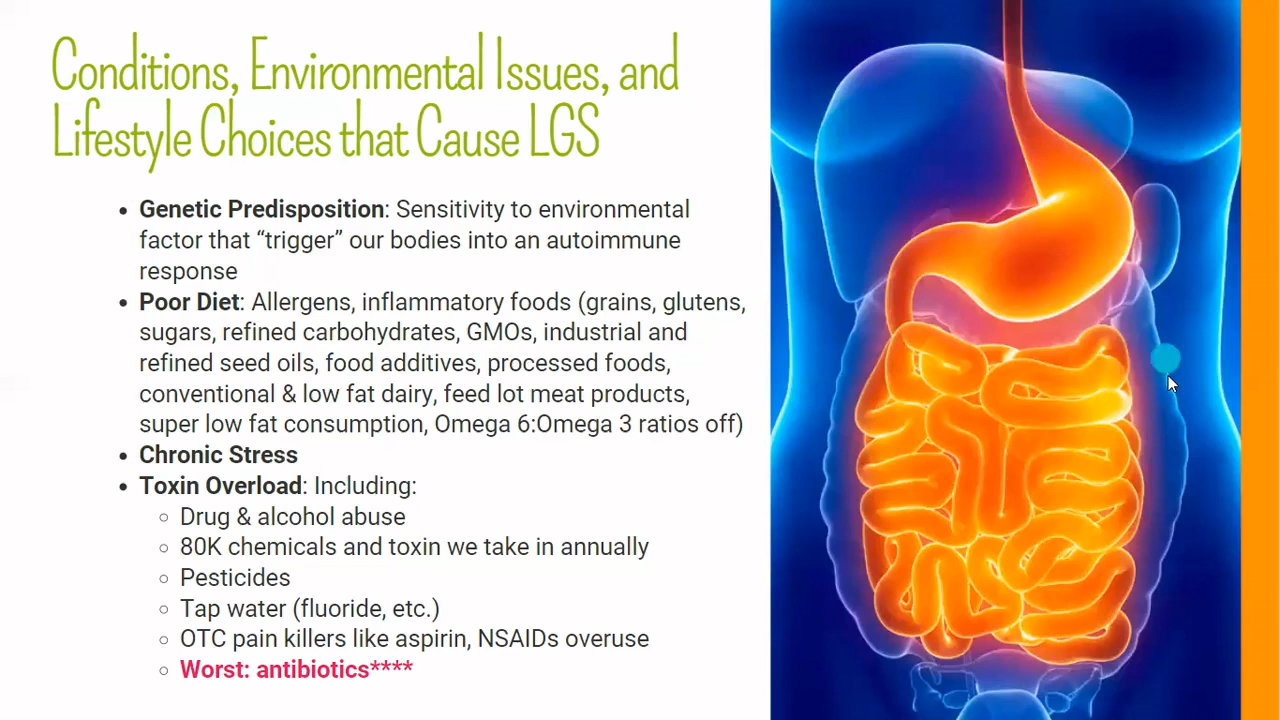 Conditions, Environmental Issues, and
Lifestyle Choices that Cause LGS
• Genetic Predisposition: Sensitivity to environmental
factor that “trigger” our bodies into an autoimmune
response
• Poor Diet: Allergens, inflammatory foods (grains, glutens,
sugars, refined carbohydrates, GMOs, industrial and
refined seed oils, food additives, processed foods,
conventional & low fat dairy, feed lot meat products,
super low fat consumption, Omega 6:Omega 3 ratios off)
• Chronic Stress
• Toxin Overload: Including:
○ Drug & alcohol abuse
○ 80K chemicals and toxin we take in annually
○ Pesticides
○ Tap water (fluoride, etc.)
○ OTC pain killers like aspirin, NSAIDs overuse
○ Worst: antibiotics****